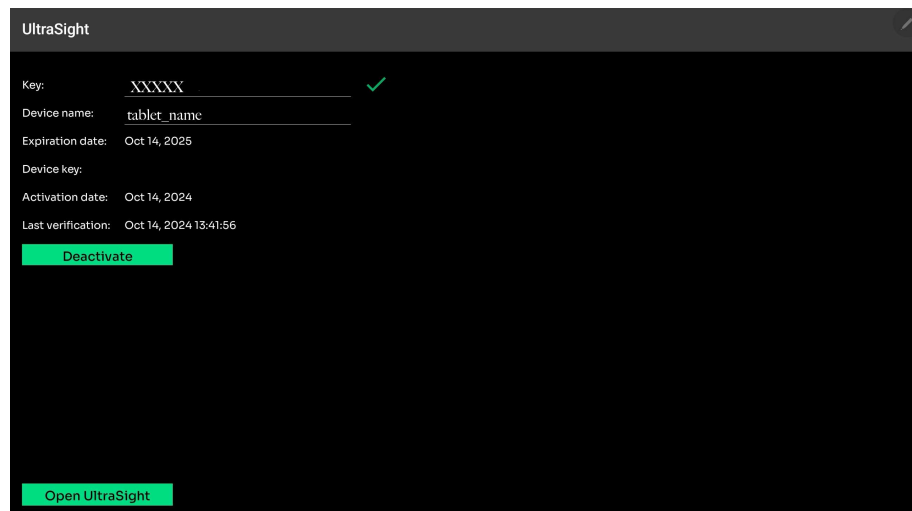 UltraSight
Key: XXXXX
Device name: tablet_name
Expiration date: Oct 14, 2025
Device key:
Activation date: Oct 14, 2024
Last verification: Oct 14, 2024 13:41:56
Deactivate
Open UltraSight